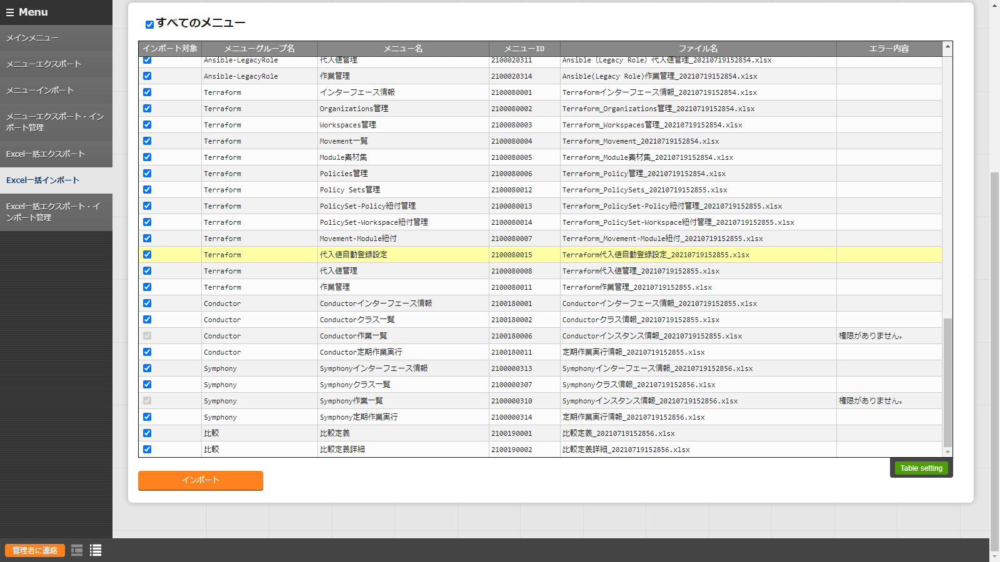 Menu
メインメニュー
メニューエクスポート
メニューインポート
メニューエクスポート・イン
ポート管理
Excel一括エクスポート
Excel一括インポート
Excel一括エクスポート・イ
ンポート管理
すべてのメニュー
インポート対象 メニューグループ名 メニュー名 メニューID ファイル名 エラー内容
Ansible-LegacyRole 代入値管理 2100020311 Ansible (Legacy Role) 代入値管理_20210719152854.xlsx
Ansible-LegacyRole 作業管理 2100020314 Ansible(Legacy Role)作業管理_20210719152854.xlsx
Terraform インターフェース情報 2100080001 Terraformインターフェース情報_20210719152854.xlsx
Terraform Organizations管理 2100080002 Terraform_Organizations管理_20210719152854.xlsx
Terraform Workspaces管理 2100080003 Terraform_Workspaces管理_20210719152854.xlsx
Terraform Movement一覧 2100080004 Terraform_Movement_20210719152854.xlsx
Terraform Module素材集 2100080005 Terraform_Module素材集_20210719152854.xlsx
Terraform Policies管理 2100080006 Terraform_Policy管理_20210719152854.xlsx
Terraform Policy Sets管理 2100080012 Terraform_PolicySets_20210719152855.xlsx
Terraform PolicySet-Policy紐付管理 2100080013 Terraform_PolicySet-Policy紐付管理_20210719152855.xlsx
Terraform PolicySet-Workspace紐付管理 2100080014 Terraform_PolicySet-Workspace紐付管理_20210719152855.xlsx
Terraform Movement-Module紐付 2100080007 Terraform_Movement-Module紐付_20210719152855.xlsx
Terraform 代入値自動登録設定 2100080015 Terraform代入値自動登録設定_20210719152855.xlsx
Terraform 代入値管理 2100080008 Terraform代入値管理_20210719152855.xlsx
Terraform 作業管理 2100080011 Terraform作業管理_20210719152855.xlsx
Conductor Conductorインターフェース情報 2100180001 Conductorインターフェース情報_20210719152855.xlsx
Conductor Conductorクラス一覧 2100180002 Conductorクラス情報_20210719152855.xlsx
Conductor Conductor作業一覧 2100180006 Conductorインスタンス情報_20210719152855.xlsx 権限がありません。
Conductor Conductor定期作業実行 2100180011 定期作業実行情報_20210719152855.xlsx
Symphony Symphonyインターフェース情報 2100000313 Symphonyインターフェース情報_20210719152856.xlsx
Symphony Symphonyクラス一覧 2100000307 Symphonyクラス情報_20210719152856.xlsx
Symphony Symphony作業一覧 2100000310 Symphonyインスタンス情報_20210719152856.xlsx 権限がありません。
Symphony Symphony定期作業実行 2100000314 定期作業実行情報_20210719152856.xlsx
比較 比較定義 2100190001 比較定義_20210719152856.xlsx
比較 比較定義詳細 2100190002 比較定義詳細_20210719152856.xlsx
Table setting
インポート
管理者に連絡